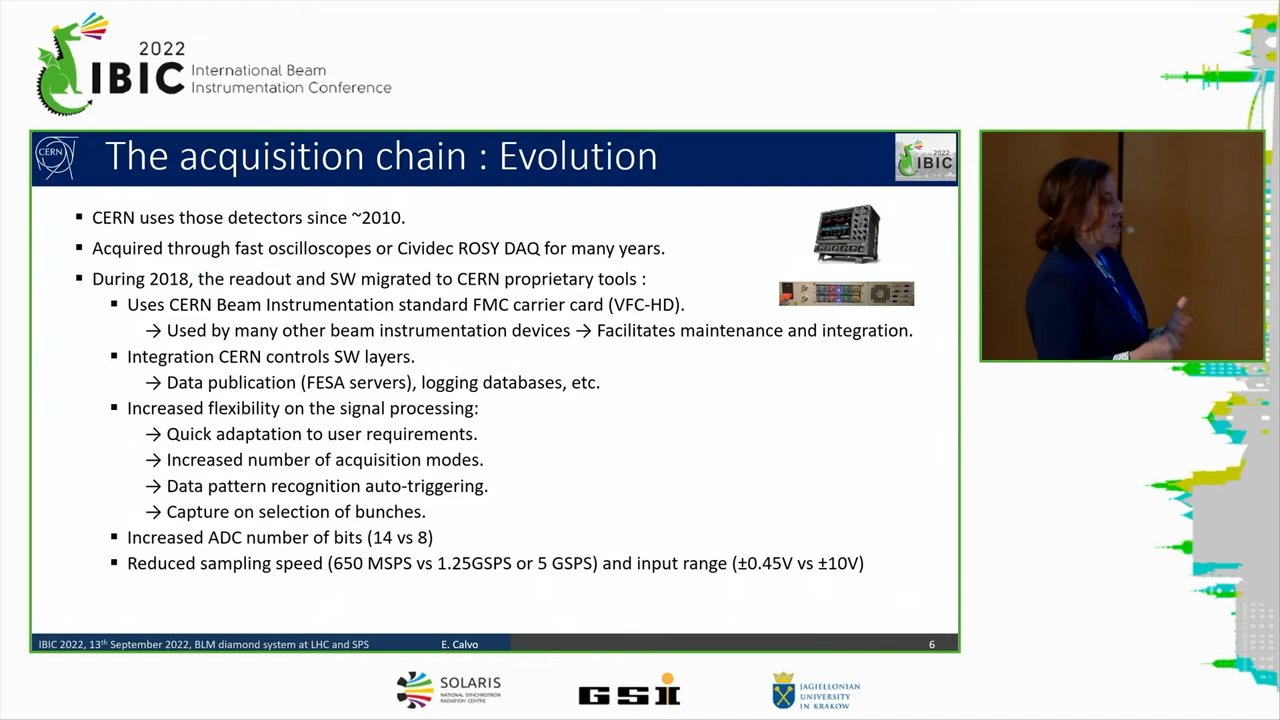 2022
IBIC International Beam
Instrumentation Conference
CERN
The acquisition chain : Evolution
2022
IBIC
▪ CERN uses those detectors since ~2010.
▪ Acquired through fast oscilloscopes or Cividec ROSY DAQ for many years.
▪ During 2018, the readout and SW migrated to CERN proprietary tools :
▪ Uses CERN Beam Instrumentation standard FMC carrier card (VFC-HD).
→ Used by many other beam instrumentation devices → Facilitates maintenance and integration.
▪ Integration CERN controls SW layers.
→ Data publication (FESA servers), logging databases, etc.
▪ Increased flexibility on the signal processing:
→ Quick adaptation to user requirements.
→ Increased number of acquisition modes.
→ Data pattern recognition auto-triggering.
→ Capture on selection of bunches.
▪ Increased ADC number of bits (14 vs 8)
▪ Reduced sampling speed (650 MSPS vs 1.25GSPS or 5 GSPS) and input range (±0.45V vs ±10V)
IBIC 2022, 13th September 2022, BLM diamond system at LHC and SPS E. Calvo 6
SOLARIS
NATIONAL SYNCHROTRON
RADIATION CENTRE
GSI
JAGIELLONIAN
UNIVERSITY
IN KRAKOW